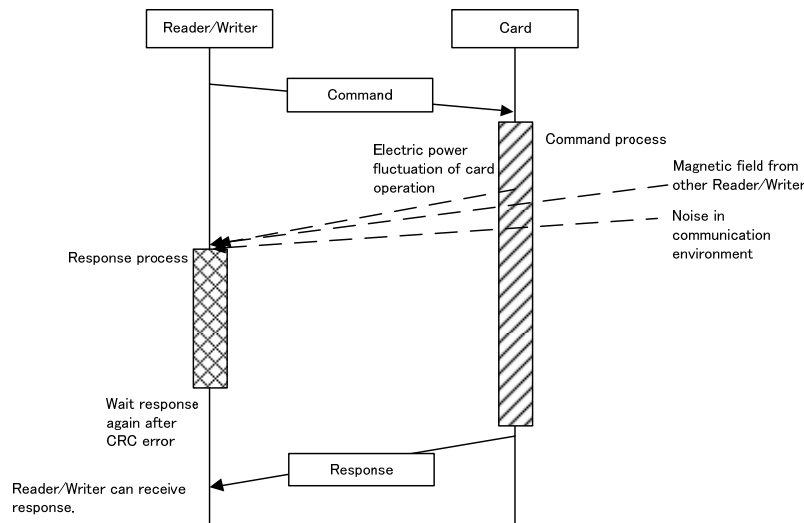 Reader/Writer
Card
Command
Command process
Electric power
fluctuation of card
operation
Magnetic field from
other Reader/Writer
Noise in
communication
environment
Response process
Wait response
again after
CRC error
Response
Reader/Writer can receive
response.